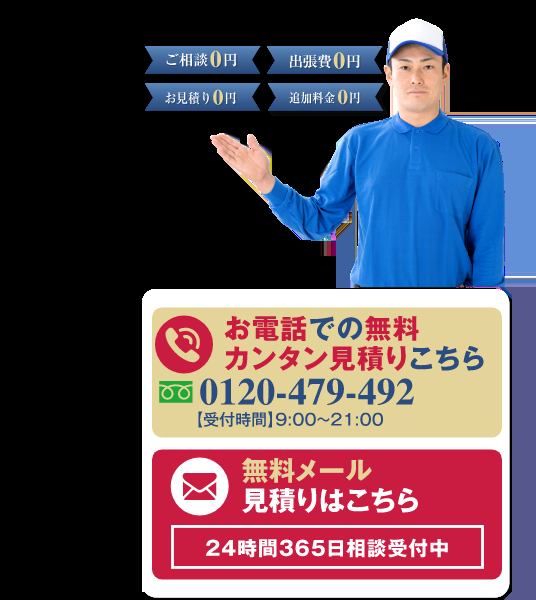 ご相談0円
出張費0円
お見積り0円
追加料金0円
お電話での無料
カンタン見積りこちら
0120-479-492
【受付時間】9:00〜21:00
無料メール
見積りはこちら
24時間365日相談受付中